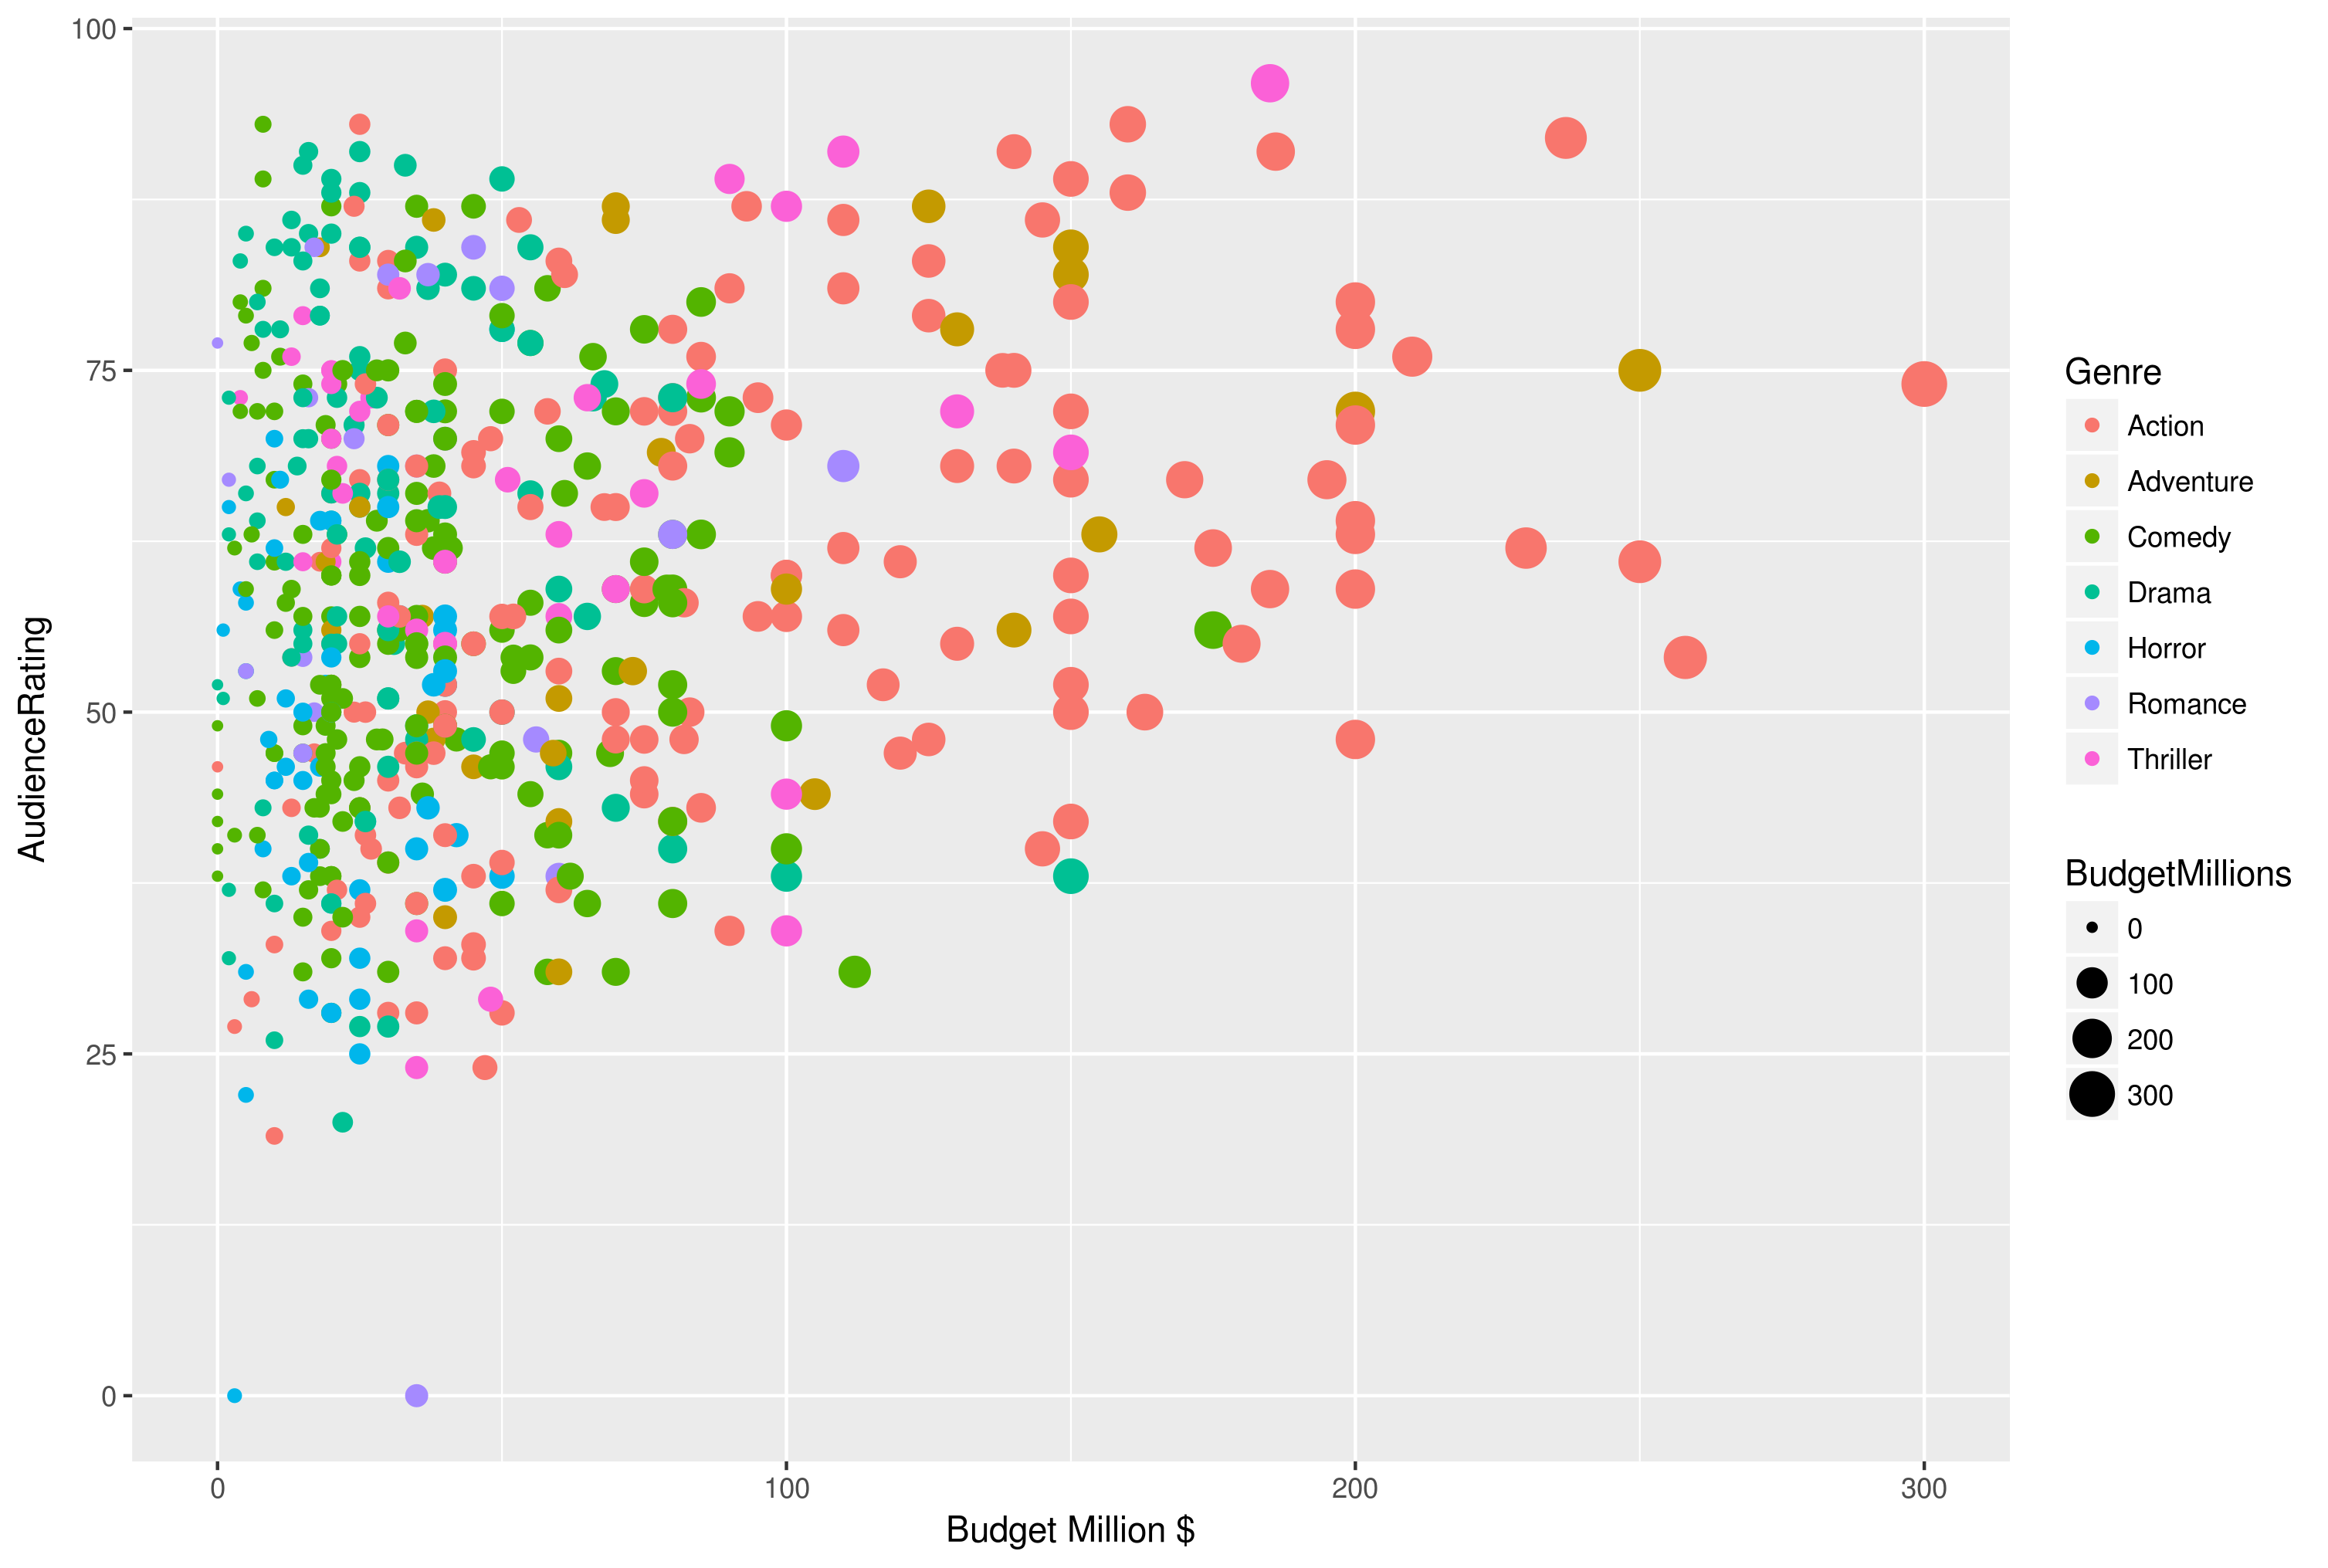 100
75
50
25
0
AudienceRating
0
100
200
300
Budget Million $
Genre
Action
Adventure
Comedy
Drama
Horror
Romance
Thriller
BudgetMillions
0
100
200
300